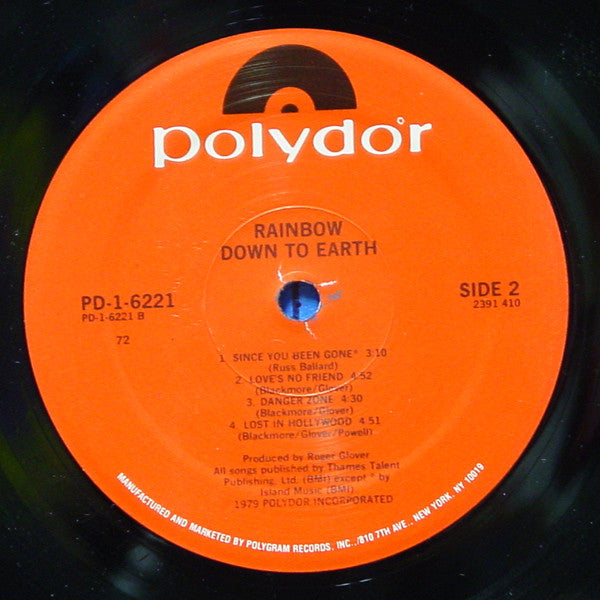 polydor
RAINBOW
DOWN TO EARTH
PD-1-6221
PD-1-6221 B
72
SIDE 2
2391 410
1. SINCE YOU BEEN GONE* 3:10
(Russ Ballard)
2. LOVE'S NO FRIEND 4:52
(Blackmore/Glover)
3. DANGER ZONE 4:30
(Blackmore/Glover)
4. LOST IN HOLLYWOOD 4:51
(Blackmore/Glover/Powell)
Produced by Roger Glover
All songs published by Thames Talent
Publishing, Ltd. (BMI) except * by
Island Music (BMI)
1979 POLYDOR INCORPORATED
MANUFACTURED AND MARKETED BY POLYGRAM RECORDS, INC../810 7TH AVE., NEW YORK, NY 10019